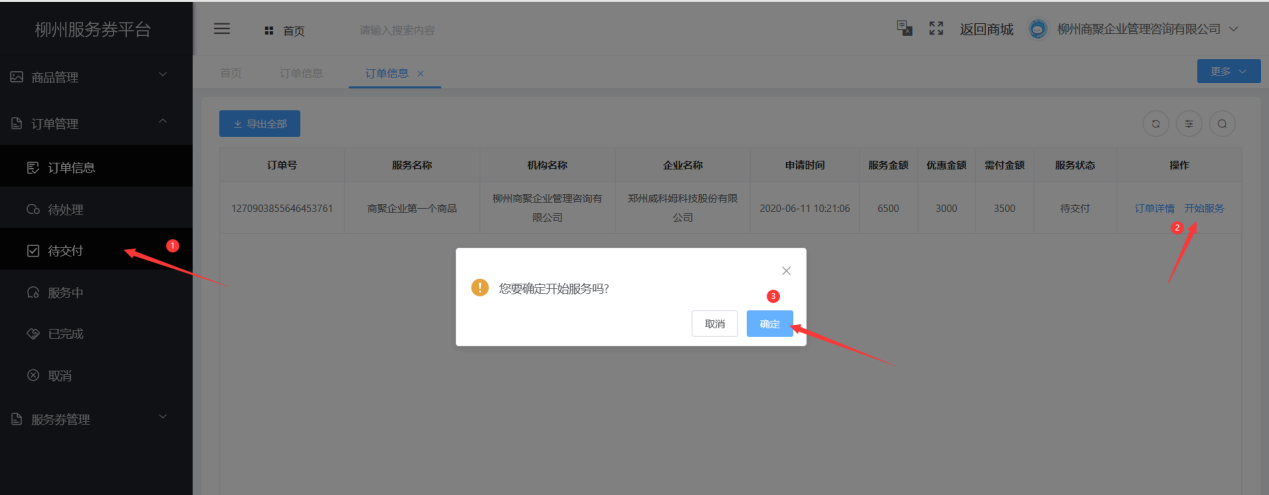 柳州服务券平台
首页
请输入搜索内容
返回商城
柳州商聚企业管理咨询有限公司
商品管理
首页
订单信息
订单信息 ×
更多
订单管理
导出全部
订单信息
待处理
待交付
服务中
已完成
取消
服务券管理
订单号 服务名称 机构名称 企业名称 申请时间 服务金额 优惠金额 需付金额 服务状态 操作
1270903855646453761 商聚企业第一个商品 柳州商聚企业管理咨询有限公司 郑州威科姆科技股份有限公司 2020-06-11 10:21:06 6500 3000 3500 待交付 订单详情 开始服务
1
2
您要确定开始服务吗?
3
取消
确定